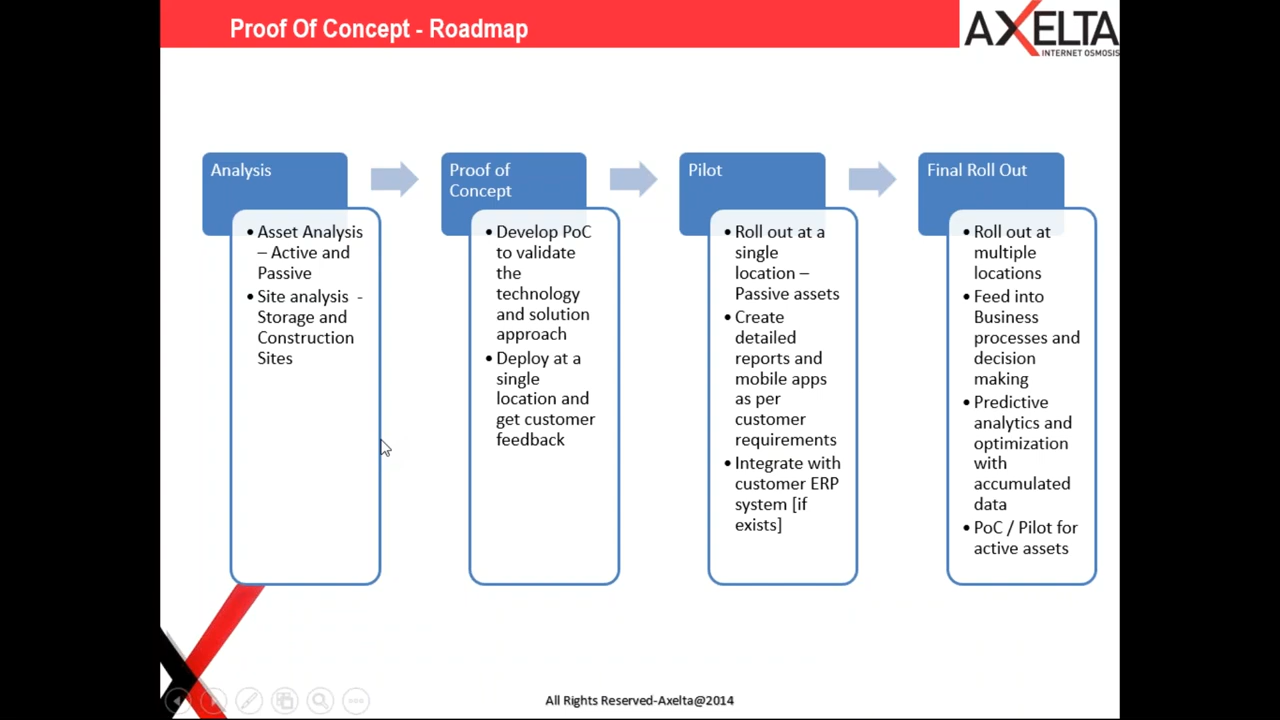 Proof Of Concept - Roadmap
AXELTA
INTERNET OSMOSIS
Analysis
• Asset Analysis
– Active and
Passive
• Site analysis -
Storage and
Construction
Sites
Proof of
Concept
• Develop PoC
to validate
the
technology
and solution
approach
• Deploy at a
single
location and
get customer
feedback
Pilot
• Roll out at a
single
location –
Passive assets
• Create
detailed
reports and
mobile apps
as per
customer
requirements
• Integrate with
customer ERP
system [if
exists]
Final Roll Out
• Roll out at
multiple
locations
• Feed into
Business
processes and
decision
making
• Predictive
analytics and
optimization
with
accumulated
data
• PoC / Pilot for
active assets
All Rights Reserved-Axelta@2014